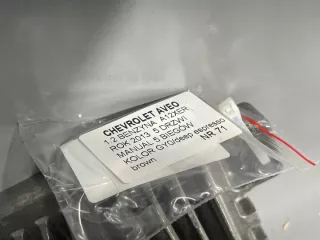 CHEVROLET AVEO
1.2 BENZYNA A12XER
ROK 2013 5 DRZWI
MANUAL 5 BIEGÓW
KOLOR GY0/deep espresso
brown
NR 71